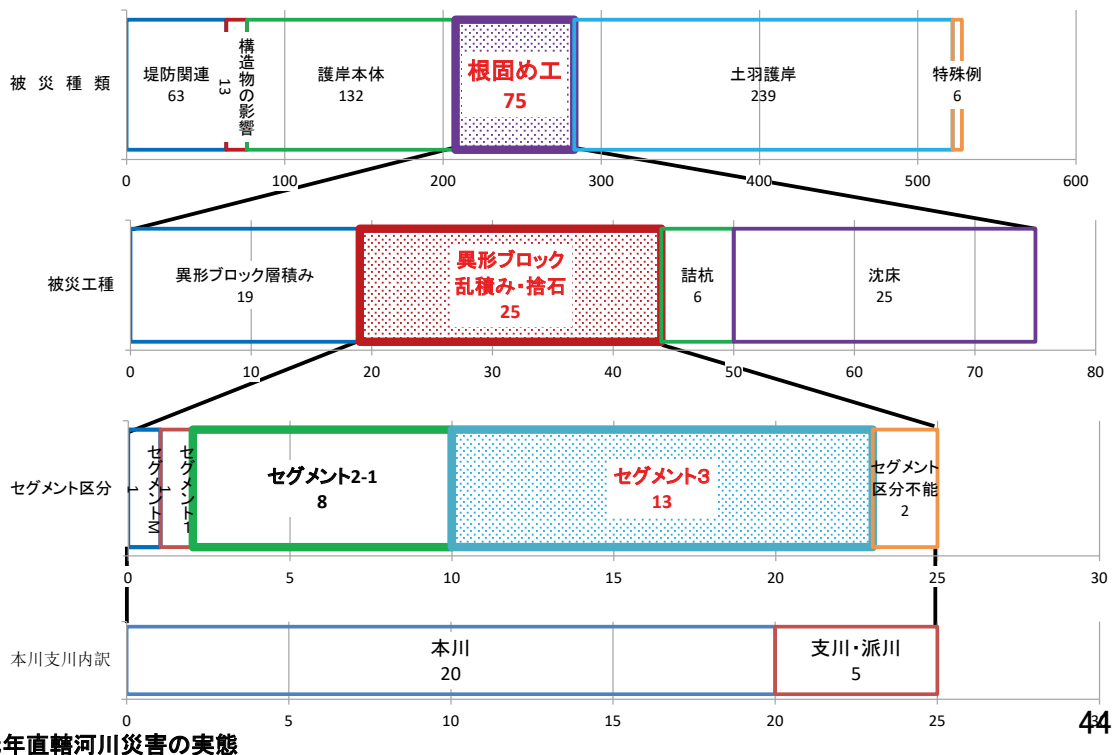 被災種類
堤防関連
63
構造物の影響
13
護岸本体
132
根固め工
75
土羽護岸
239
特殊例
6
0 100 200 300 400 500 600
被災工種
異形ブロック層積み
19
異形ブロック
乱積み・捨石
25
詰杭
6
沈床
25
0 10 20 30 40 50 60 70 80
セグメント区分
セグメントM
1
セグメント1
1
セグメント2-1
8
セグメント3
13
セグメント
区分不能
2
0 5 10 15 20 25 30
本川支川内訳
本川
20
支川・派川
5
0 5 10 15 20 25 30
44
年直轄河川災害の実態